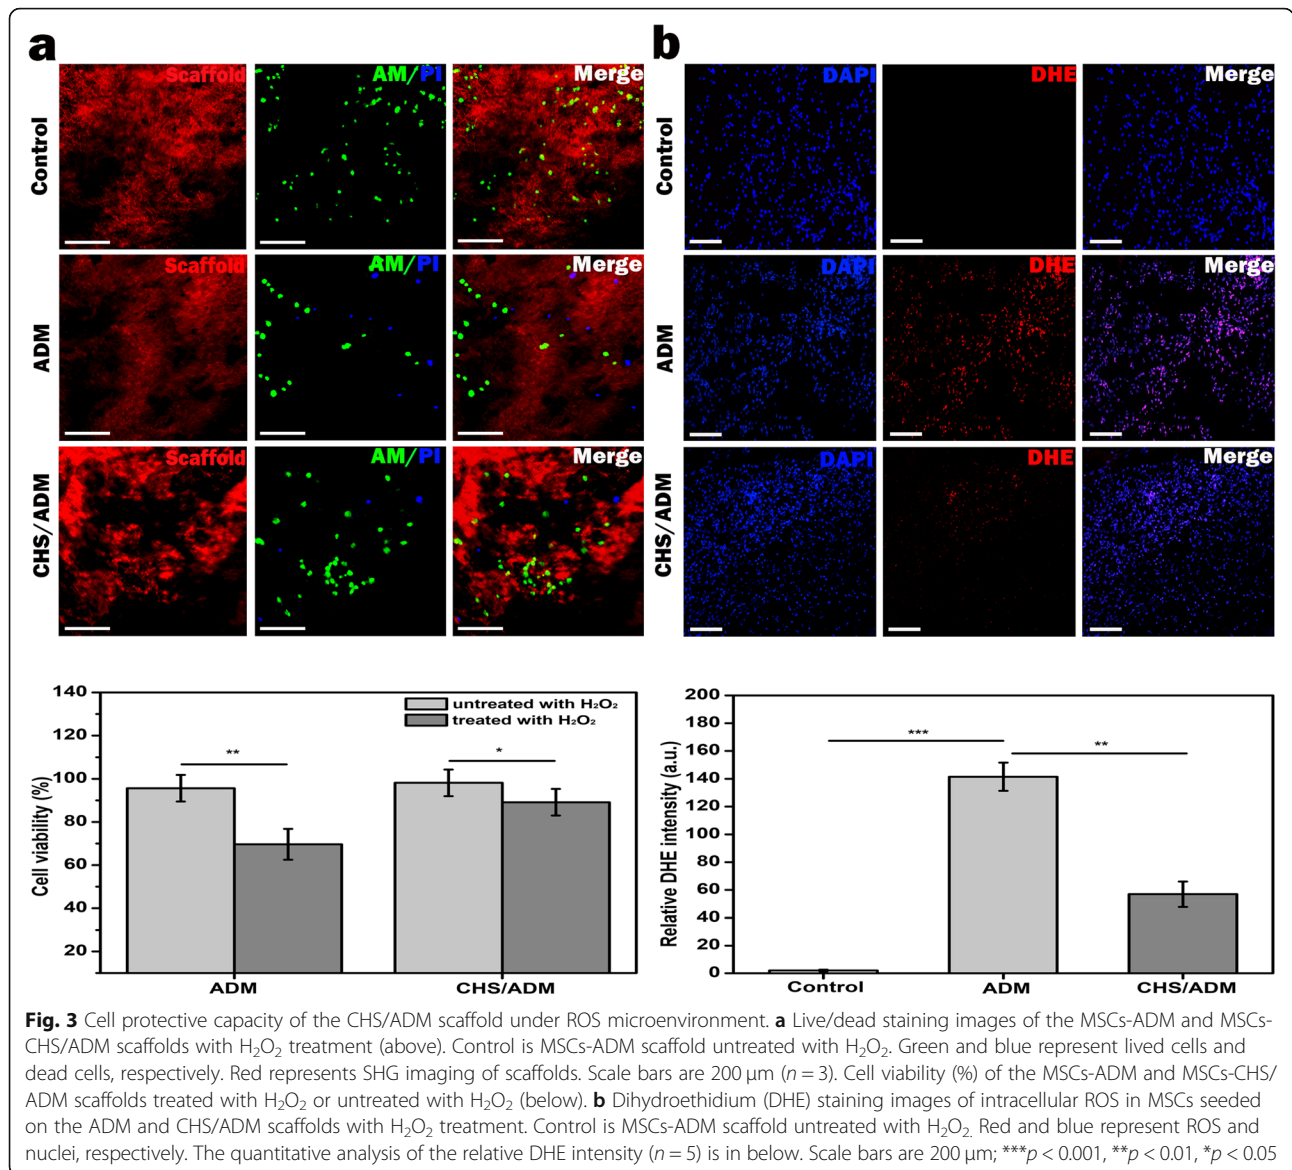 a
Scaffold AM/PI Merge
Control
Scaffold AM/PI Merge
ADM
Scaffold AM/PI Merge
CHS/ADM
b
DAPI DHE Merge
Control
DAPI DHE Merge
ADM
DAPI DHE Merge
CHS/ADM
140
120
100
80
60
40
20
Cell viability (%)
untreated with H₂O₂
treated with H₂O₂
**
*
ADM CHS/ADM
200
180
160
140
120
100
80
60
40
20
0
Relative DHE intensity (a.u.)
***
**
Control ADM CHS/ADM
Fig. 3 Cell protective capacity of the CHS/ADM scaffold under ROS microenvironment. a Live/dead staining images of the MSCs-ADM and MSCs-
CHS/ADM scaffolds with H₂O₂ treatment (above). Control is MSCs-ADM scaffold untreated with H₂O₂. Green and blue represent lived cells and
dead cells, respectively. Red represents SHG imaging of scaffolds. Scale bars are 200 μm (n = 3). Cell viability (%) of the MSCs-ADM and MSCs-CHS/
ADM scaffolds treated with H₂O₂ or untreated with H₂O₂ (below). b Dihydroethidium (DHE) staining images of intracellular ROS in MSCs seeded
on the ADM and CHS/ADM scaffolds with H₂O₂ treatment. Control is MSCs-ADM scaffold untreated with H₂O₂. Red and blue represent ROS and
nuclei, respectively. The quantitative analysis of the relative DHE intensity (n = 5) is in below. Scale bars are 200 μm; ***p < 0.001, **p < 0.01, *p < 0.05